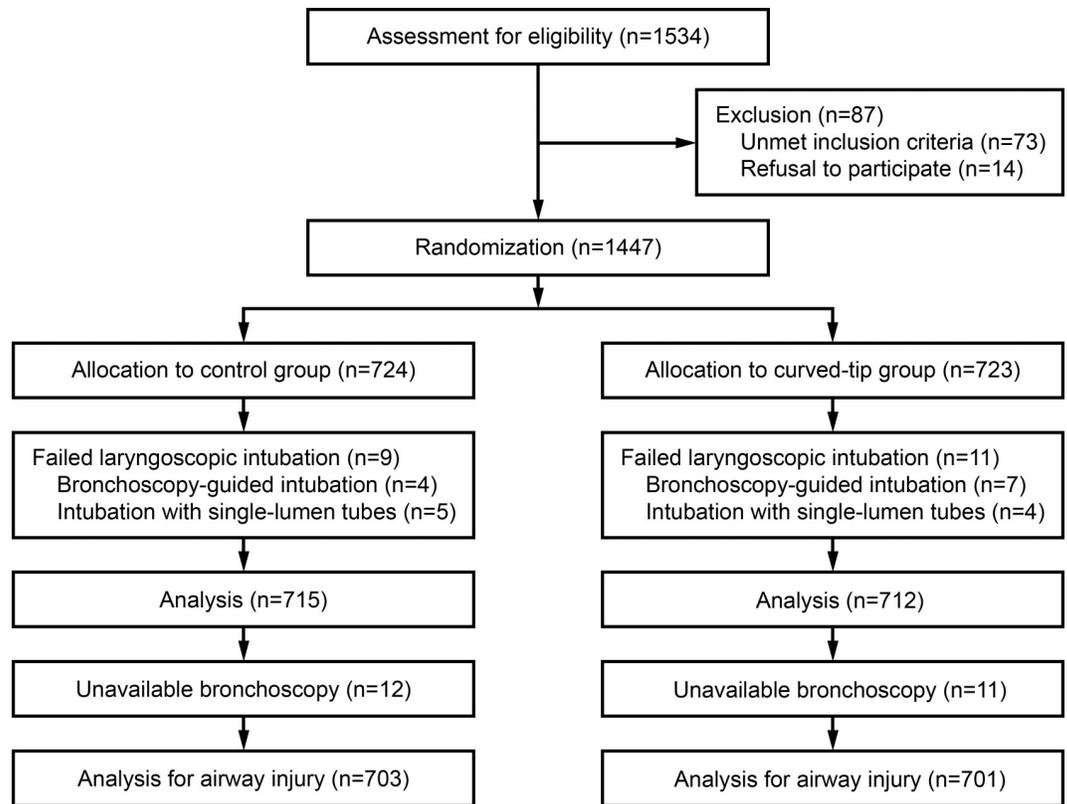 Assessment for eligibility (n=1534)
Exclusion (n=87)
Unmet inclusion criteria (n=73)
Refusal to participate (n=14)
Randomization (n=1447)
Allocation to control group (n=724)
Allocation to curved-tip group (n=723)
Failed laryngoscopic intubation (n=9)
Bronchoscopy-guided intubation (n=4)
Intubation with single-lumen tubes (n=5)
Failed laryngoscopic intubation (n=11)
Bronchoscopy-guided intubation (n=7)
Intubation with single-lumen tubes (n=4)
Analysis (n=715)
Analysis (n=712)
Unavailable bronchoscopy (n=12)
Unavailable bronchoscopy (n=11)
Analysis for airway injury (n=703)
Analysis for airway injury (n=701)